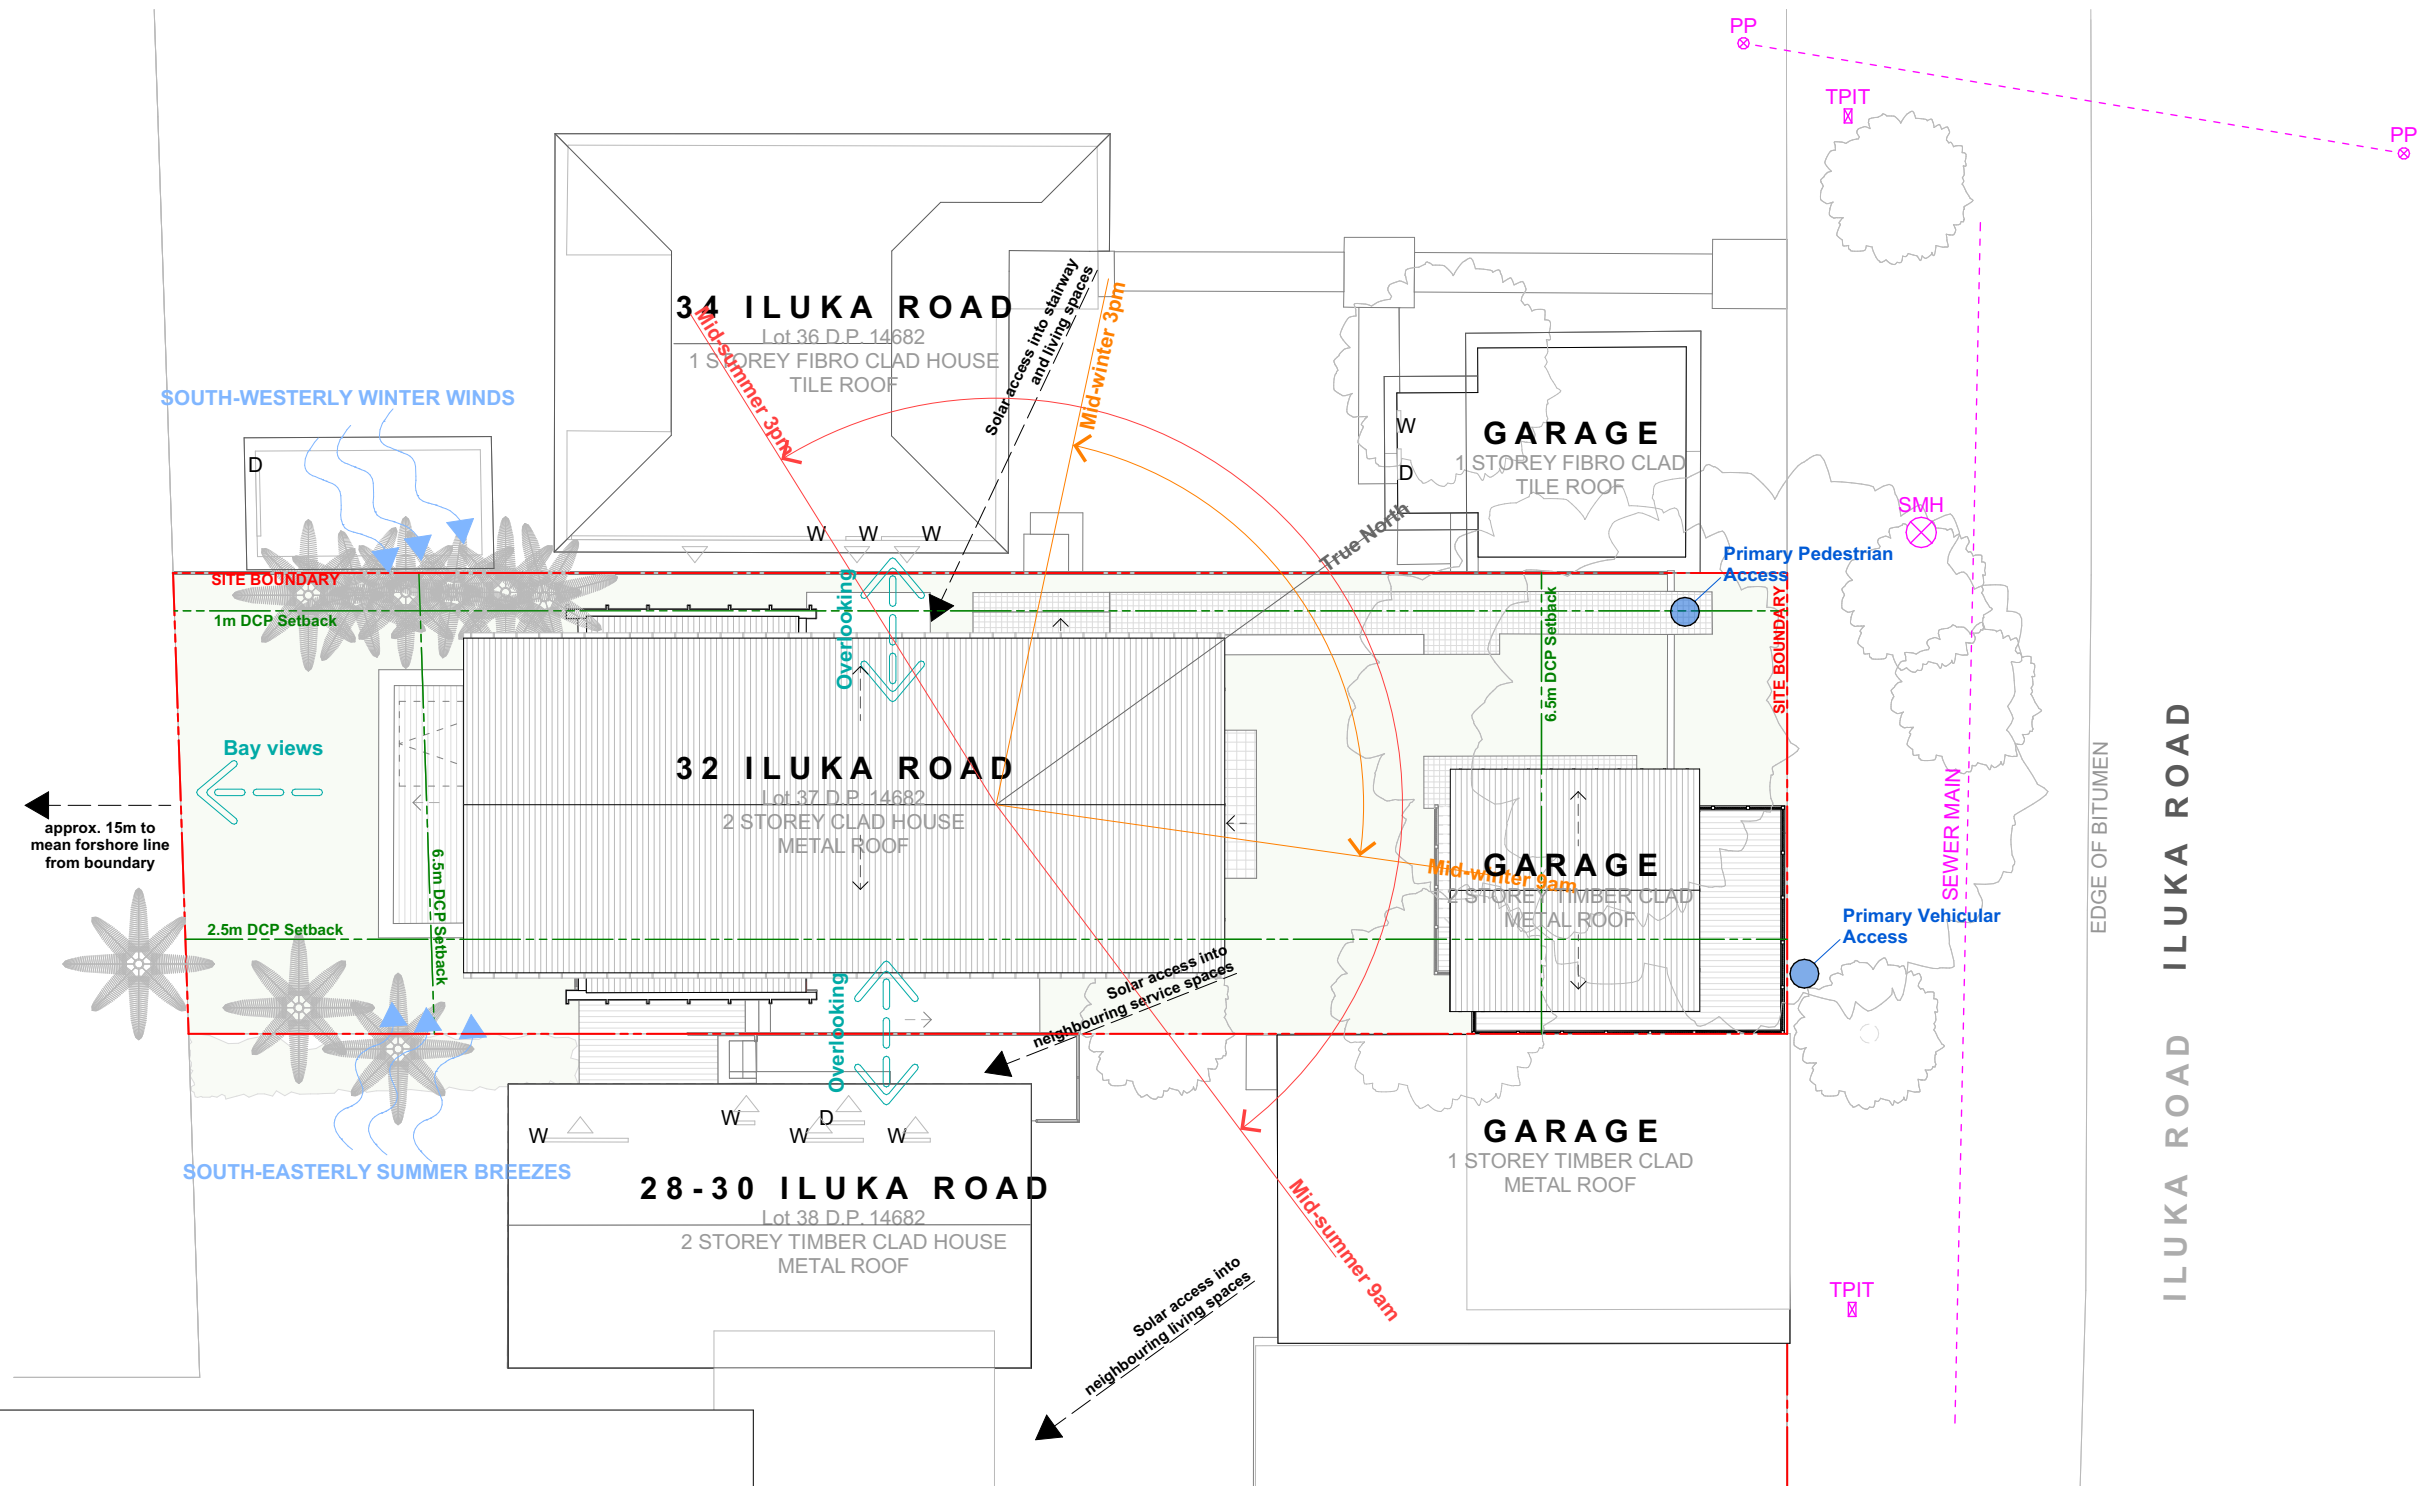 PP
TPIT
PP
34 ILUKA ROAD
Lot 36 D.P. 14682
1 STOREY FIBRO CLAD HOUSE
TILE ROOF
Mid-summer 3pm
Solar access into stairway
and living spaces
Mid-winter 3pm
SOUTH-WESTERLY WINTER WINDS
D
W
D
GARAGE
1 STOREY FIBRO CLAD
TILE ROOF
SMH
W
W
W
True North
Primary Pedestrian
Access
SITE BOUNDARY
1m DCP Setback
Overlooking
6.5m DCP Setback
SITE BOUNDARY
Bay views
32 ILUKA ROAD
Lot 37 D.P. 14682
2 STOREY CLAD HOUSE
METAL ROOF
approx. 15m to
mean forshore line
from boundary
6.5m DCP Setback
Mid-winter 9am
GARAGE
2 STOREY TIMBER CLAD
METAL ROOF
SEWER MAIN
EDGE OF BITUMEN
ILUKA ROAD
Primary Vehicular
Access
2.5m DCP Setback
Solar access into
neighbouring service spaces
Overlooking
W
W
D
W
W
SOUTH-EASTERLY SUMMER BREEZES
28-30 ILUKA ROAD
Lot 38 D.P. 14682
2 STOREY TIMBER CLAD HOUSE
METAL ROOF
GARAGE
1 STOREY TIMBER CLAD
METAL ROOF
Mid-summer 9am
Solar access into
neighbouring living spaces
TPIT
ILUKA ROAD